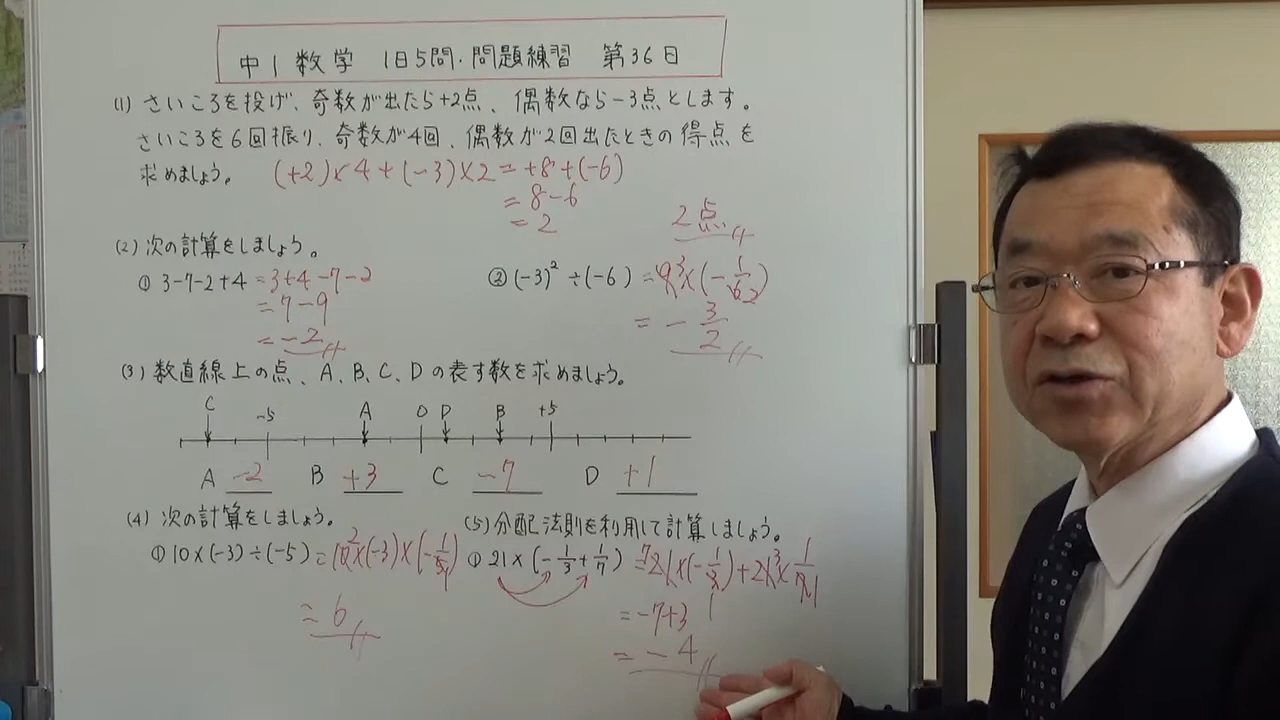 中1数学 1日5問・問題練習 第36日
(1) さいころを投げ、奇数が出たら+2点、偶数なら-3点とします。
さいころを6回振り、奇数が4回、偶数が2回出たときの得点を
求めましょう。 (+2)×4+(-3)×2=+8+(-6)
=8-6
=2
2点
(2) 次の計算をしましょう。
① 3-7-2+4=3+4-7-2
=7-9
=-2
② (-3)²÷(-6)=9 3×(-1/6 2)
=-3/2
(3) 数直線上の点、A、B、C、Dの表す数を求めましょう。
C -5 A 0 D B +5
A -2 B +3 C -7 D +1
(4) 次の計算をしましょう。
① 10×(-3)÷(-5)=10 2×(-3)×(-1/5 1)
=6
(5) 分配法則を利用して計算しましょう。
① 21×(-1/3+1/7)=7 21×(-1/3 1)+21 3×1/7 1
=-7+3
=-4